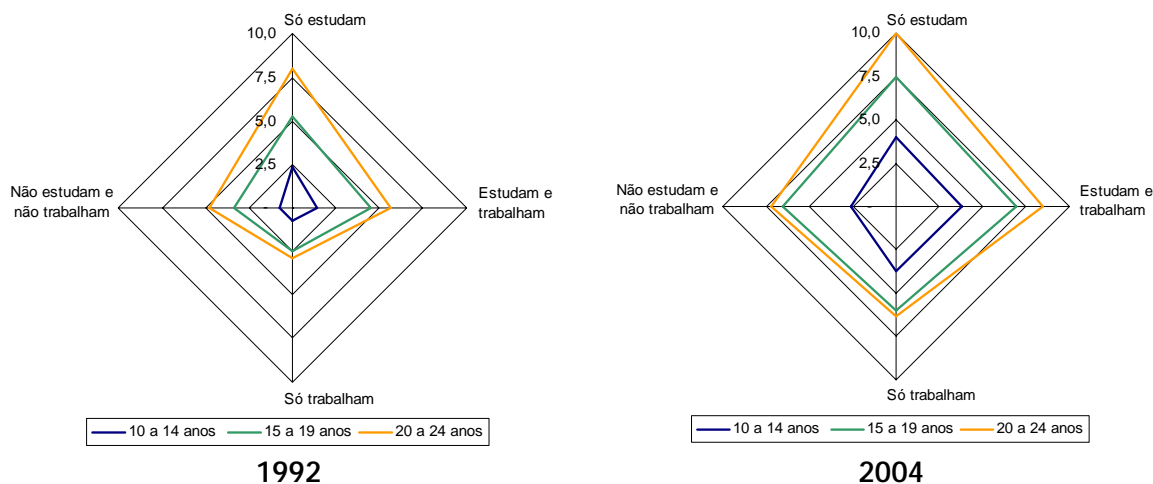 Só estudam
10,0
7,5
5,0
2,5
-
Não estudam e
não trabalham
Estudam e
trabalham
Só trabalham
10 a 14 anos 15 a 19 anos 20 a 24 anos
1992
Só estudam
10,0
7,5
5,0
2,5
-
Não estudam e
não trabalham
Estudam e
trabalham
Só trabalham
10 a 14 anos 15 a 19 anos 20 a 24 anos
2004